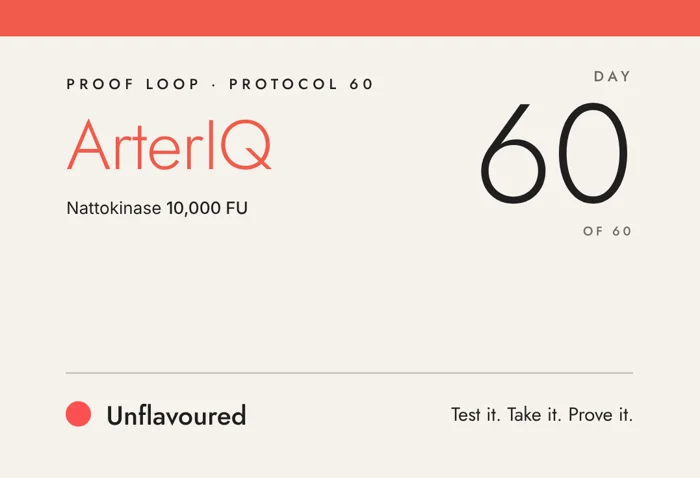 PROOF LOOP · PROTOCOL 60
ArterIQ
Nattokinase 10,000 FU
DAY
60
OF 60
Unflavoured
Test it. Take it. Prove it.